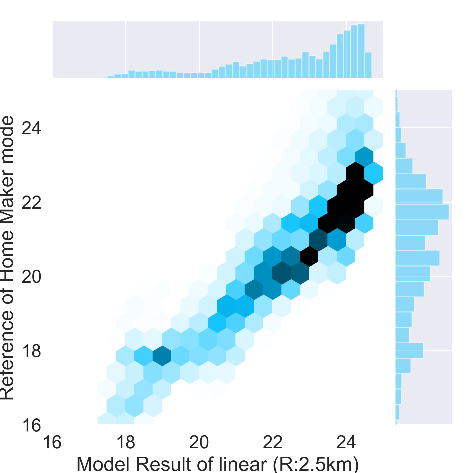 Reference of Home Maker mode
24
22
20
18
16
16 18 20 22 24
Model Result of linear (R:2.5km)